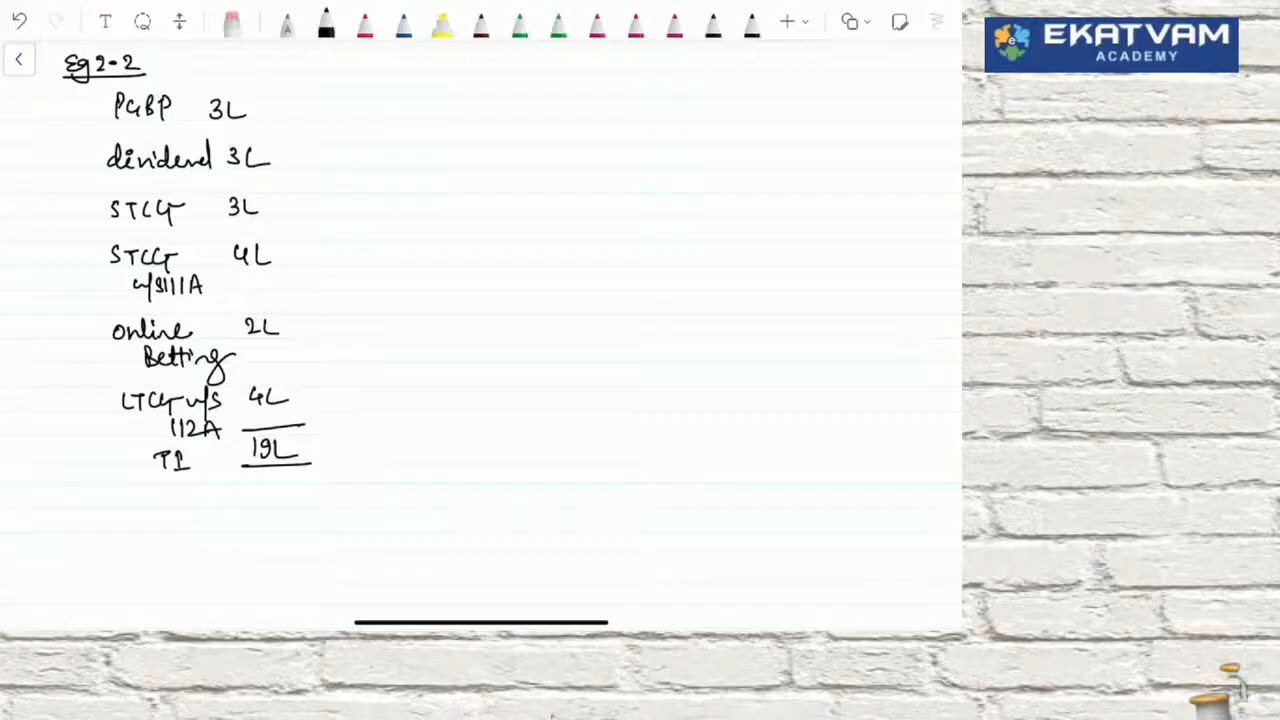 Eg 2.2
PGBP 3L
dividend 3L
STCG 3L
STCG 4L
u/s 111A
online 2L
Betting
LTCG u/s 4L
112A
TI 19L
EKATVAM
ACADEMY